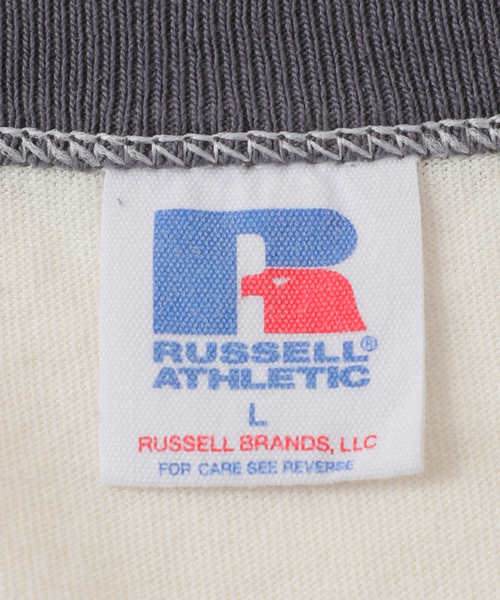 R
RUSSELL®
ATHLETIC
L
RUSSELL BRANDS, LLC
FOR CARE SEE REVERSE